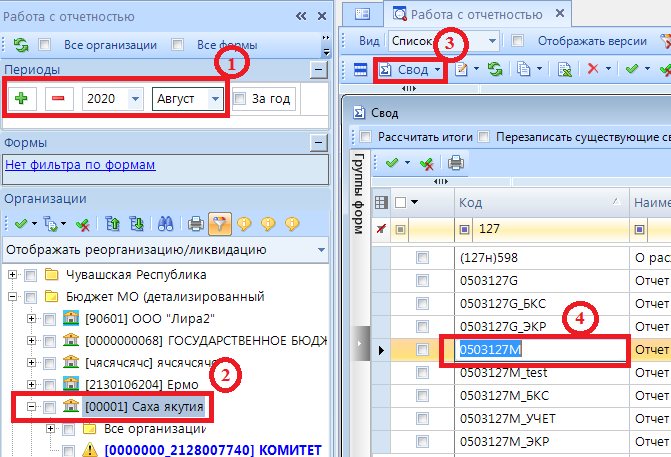 Работа с отчетностью
Все организации
Все формы
1
Периоды
2020
Август
За год
Формы
Нет фильтра по формам
Организации
Отображать реорганизацию/ликвидацию
Чувашская Республика
Бюджет МО (детализированный
[90601] ООО "Лира2"
[0000000068] ГОСУДАРСТВЕННОЕ БЮДЖ
[чясячсячс] ячсячсячс
[2130106204] Ермо
2
[00001] Саха якутия
Все организации
[0000000_2128007740] КОМИТЕТ
Работа с отчетностью
Вид
Список
3
Отображать версии
Свод
Свод
Рассчитать итоги
Перезаписать существующие св
Группы форм
Код
Наиме
127
(127н)598
О рас
0503127G
Отчет
0503127G_БКС
Отчет
0503127G_ЭКР
Отчет
4
0503127M
Отчет
0503127M_test
Отчет
0503127M_БКС
Отчет
0503127M_УЧЕТ
Отчет
0503127M_ЭКР
Отчет